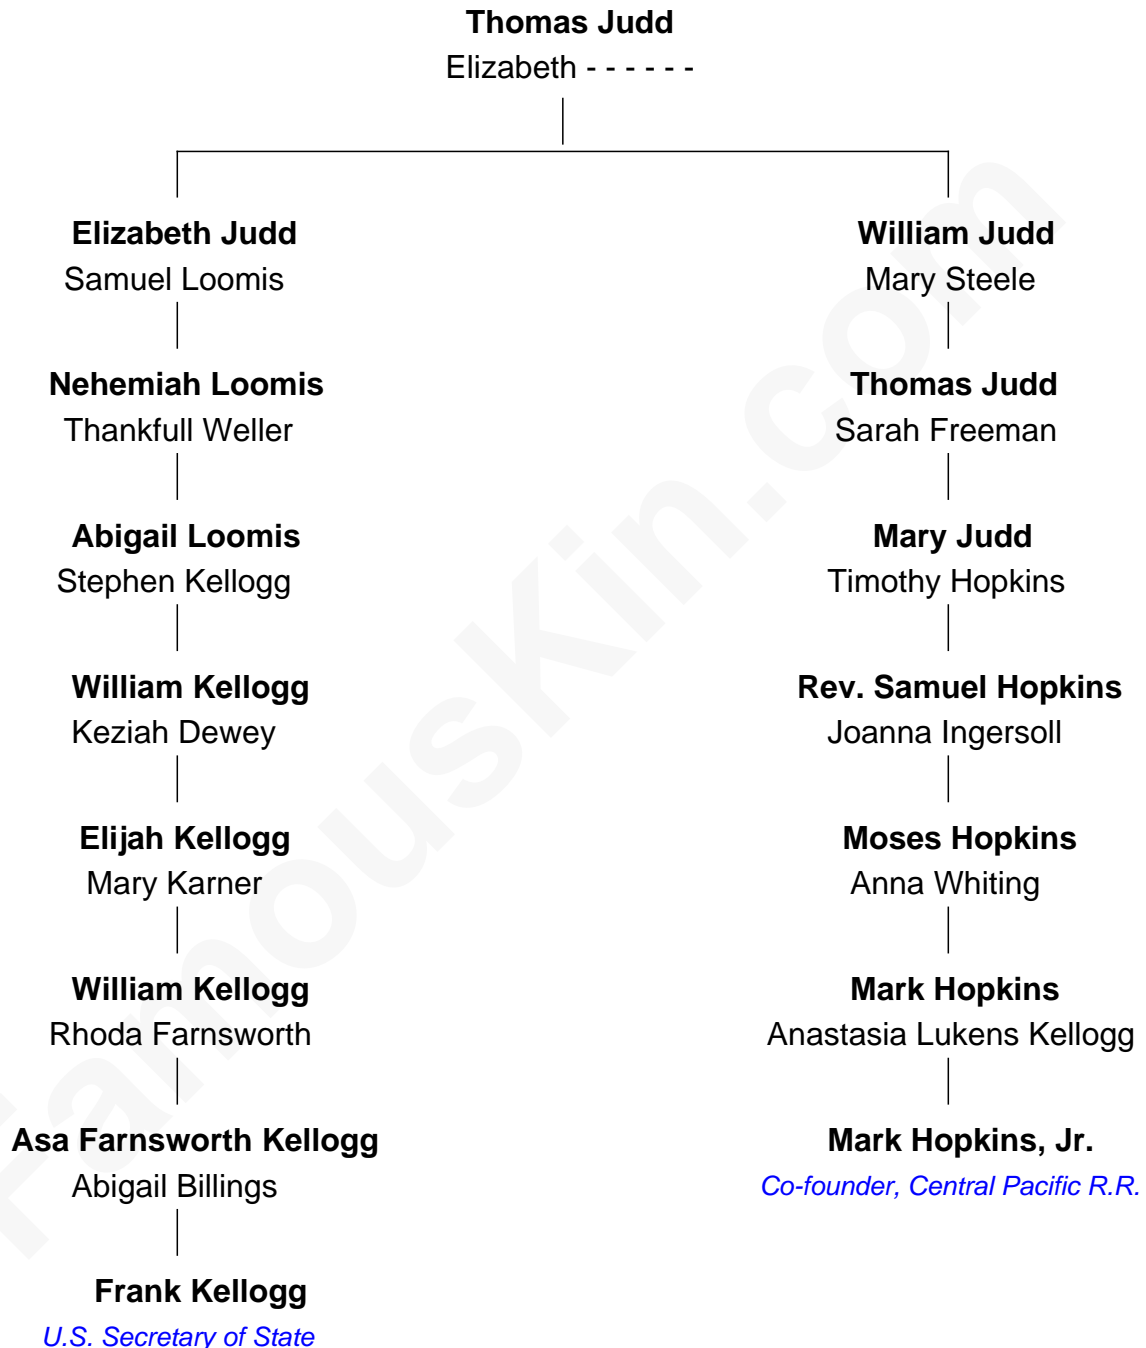 Thomas Judd
Elizabeth - - - - - -
Elizabeth Judd
Samuel Loomis
William Judd
Mary Steele
Nehemiah Loomis
Thankfull Weller
Thomas Judd
Sarah Freeman
Abigail Loomis
Stephen Kellogg
Mary Judd
Timothy Hopkins
William Kellogg
Keziah Dewey
Rev. Samuel Hopkins
Joanna Ingersoll
Elijah Kellogg
Mary Karner
Moses Hopkins
Anna Whiting
William Kellogg
Rhoda Farnsworth
Mark Hopkins
Anastasia Lukens Kellogg
Asa Farnsworth Kellogg
Abigail Billings
Mark Hopkins, Jr.
Co-founder, Central Pacific R.R.
Frank Kellogg
U.S. Secretary of State
FamousKin.com